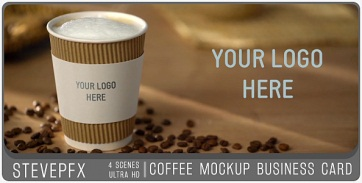 YOUR LOGO
HERE
YOUR LOGO
HERE
STEVEPFX
4 SCENES
ULTRA HD
COFFEE MOCKUP BUSINESS CARD